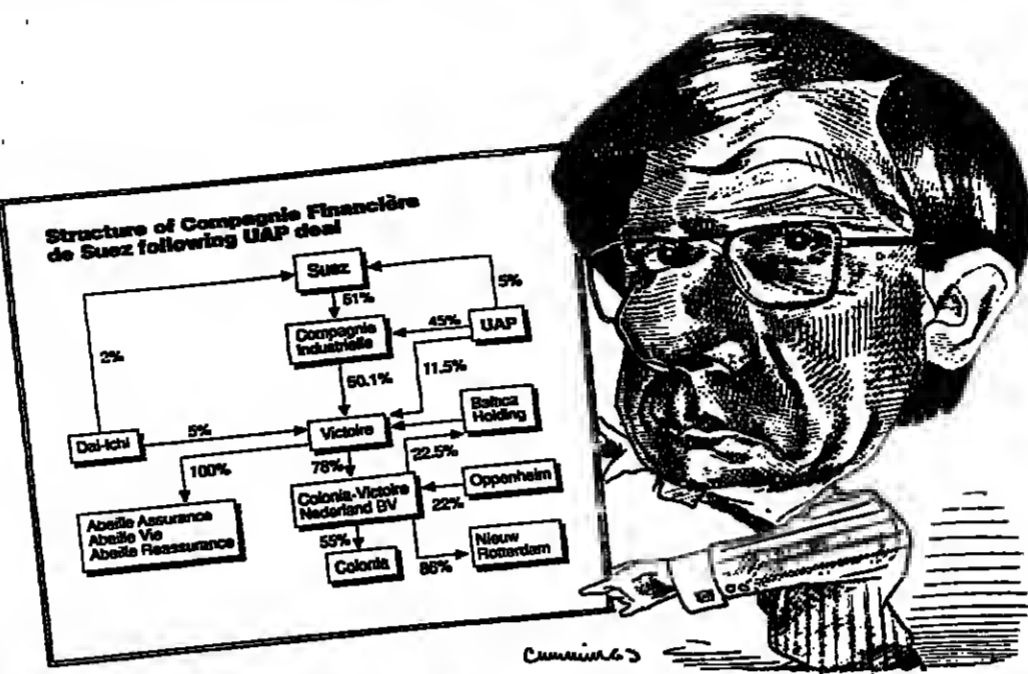 Structure of Compagnie Financière
de Suez following UAP deal
Suez
5%
51%
Compagnie
Industrielle
45%
UAP
2%
50.1%
11.5%
Baltica
Holding
Dai-Ichi
5%
Victoire
22.5%
100%
78%
Oppenheim
Colonia-Victoire
Nederland BV
22%
Abeille Assurance
Abeille Vie
Abeille Reassurance
55%
Nieuw
Rotterdam
Colonia
86%
Cummings